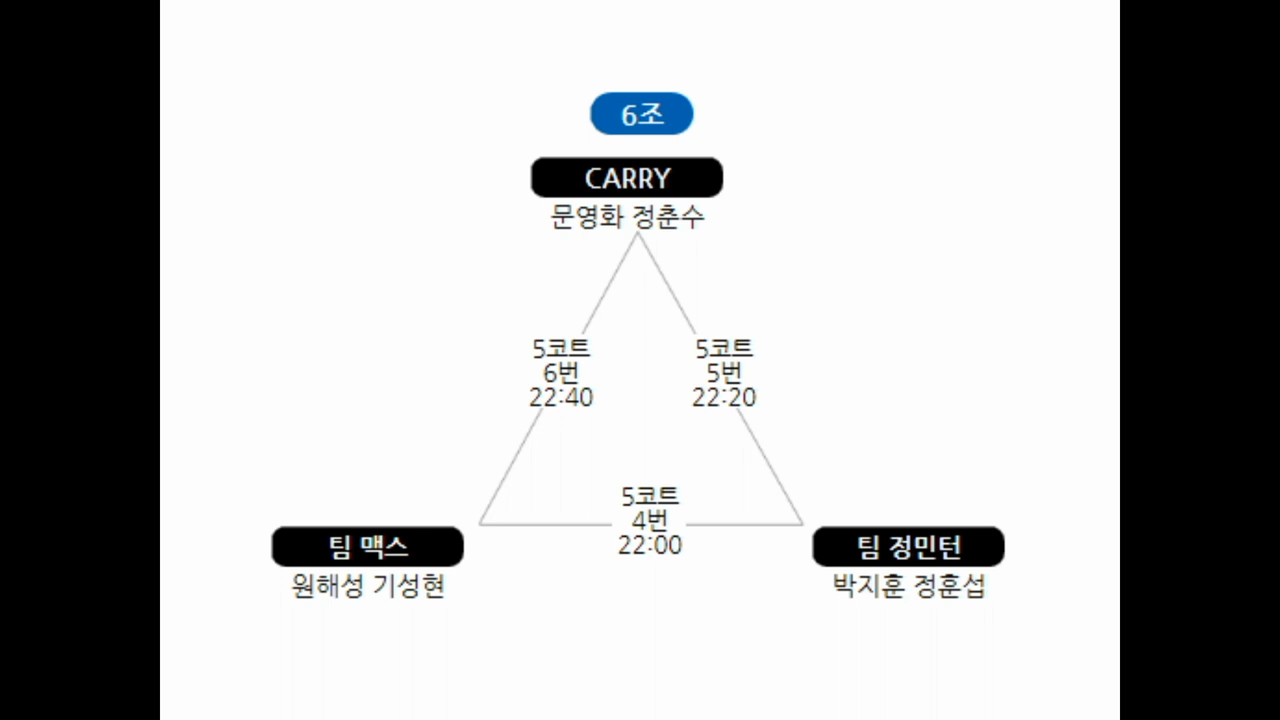 6조
CARRY
문영화 정춘수
5코트
6번
22:40
5코트
5번
22:20
5코트
4번
22:00
팀 맥스
원해성 기성현
팀 정민턴
박지훈 정훈섭